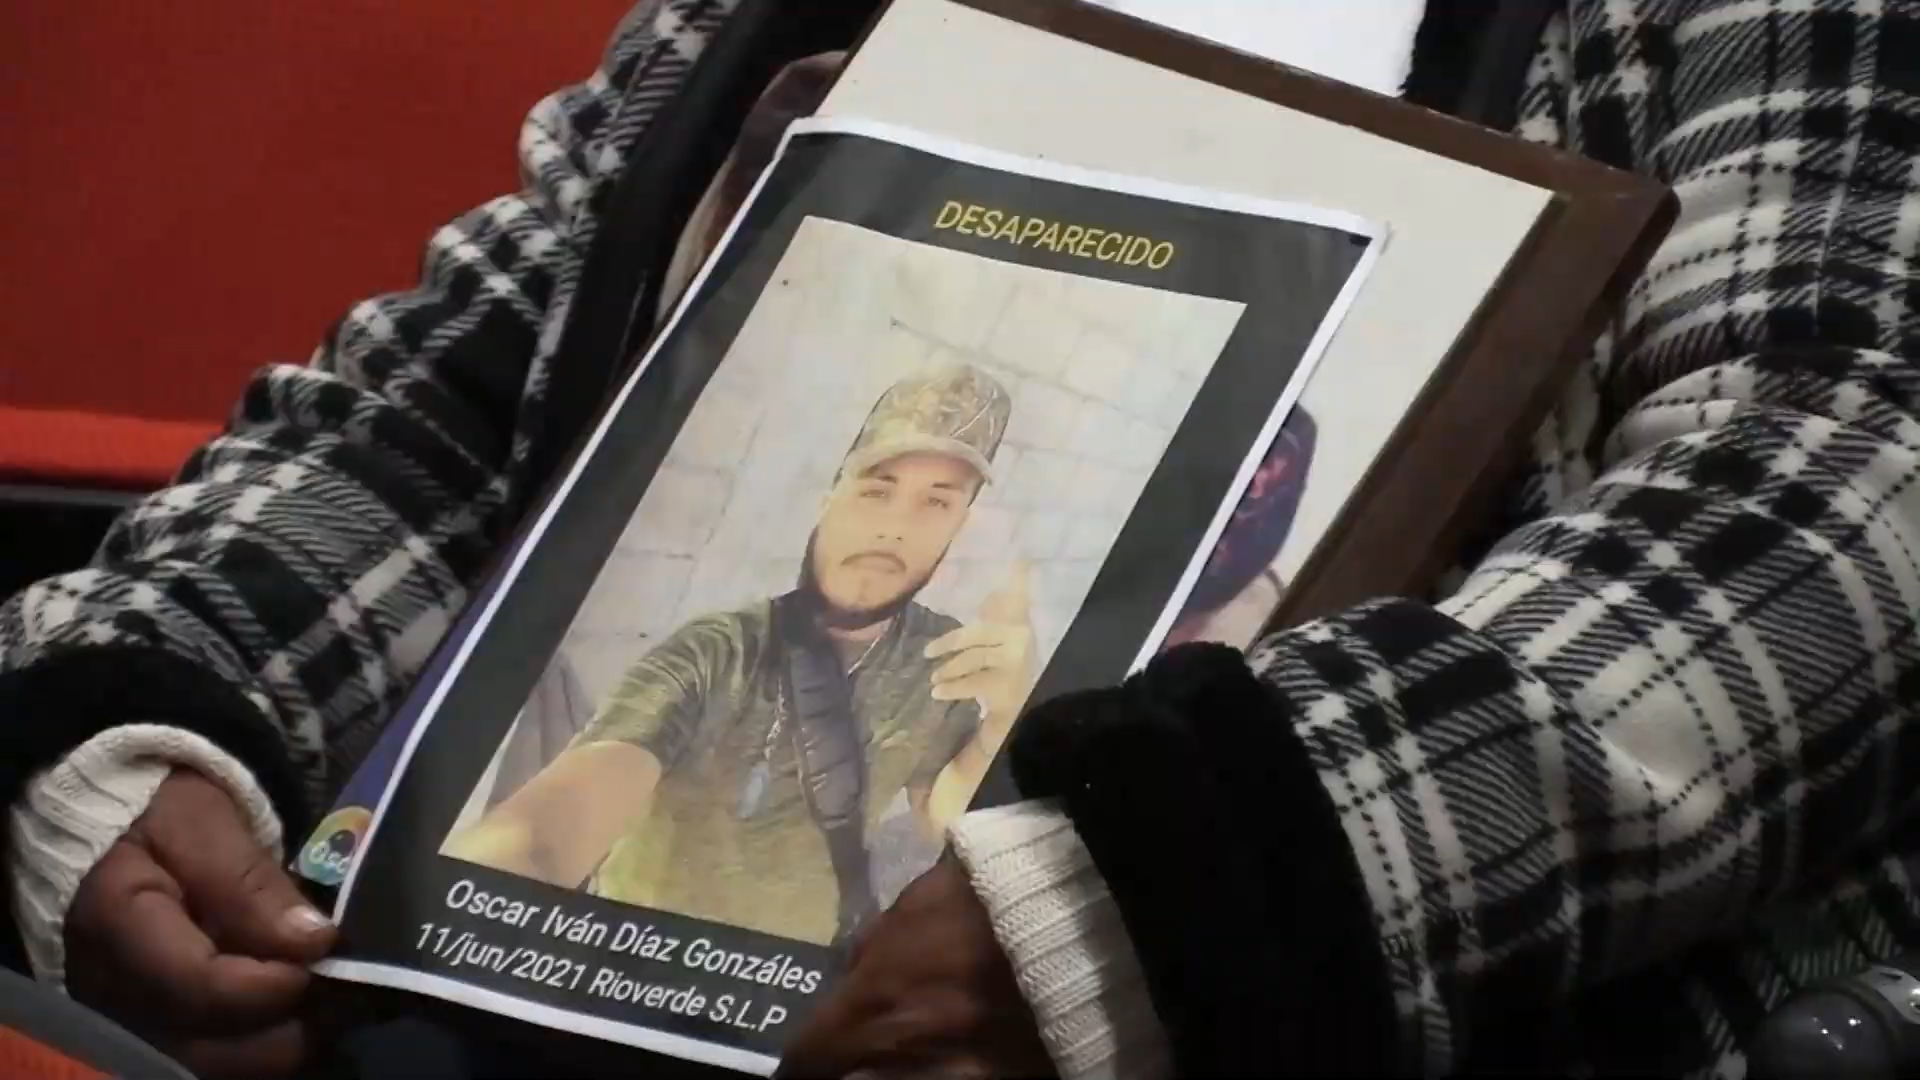 DESAPARECIDO
Oscar Iván Díaz Gonzáles
11/jun/2021 Rioverde S.L.P